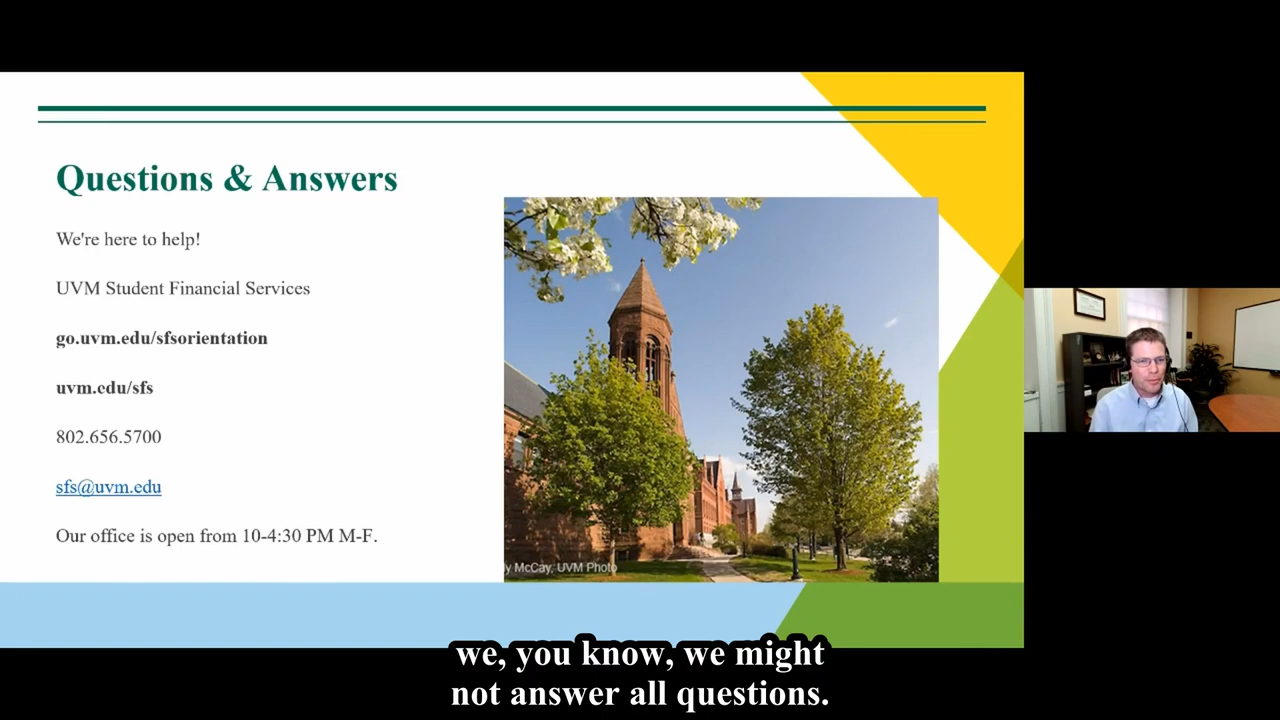 Questions & Answers
We're here to help!
UVM Student Financial Services
go.uvm.edu/sfsorientation
uvm.edu/sfs
802.656.5700
sfs@uvm.edu
Our office is open from 10-4:30 PM M-F.
ly McCay, UVM Photo
we, you know, we might
not answer all questions.